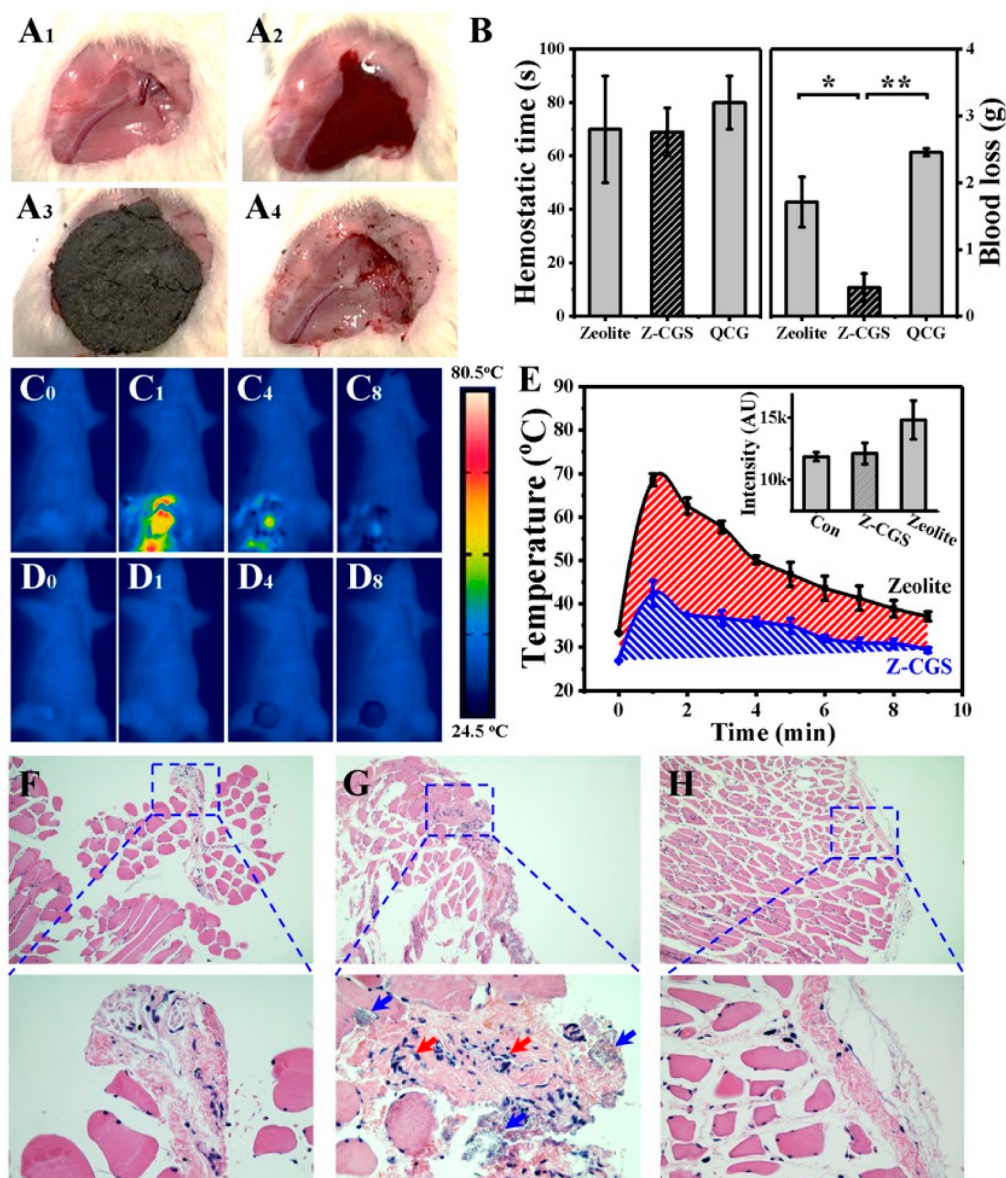 A1
A2
A3
A4
B
100
80
60
40
20
0
Hemostatic time (s)
Zeolite
Z-CGS
QCG
*
**
4
3
2
1
0
Blood loss (g)
Zeolite
Z-CGS
QCG
C0
C1
C4
C8
D0
D1
D4
D8
80.5°C
24.5 °C
E
90
80
70
60
50
40
30
20
Temperature (°C)
0
2
4
6
8
10
Time (min)
Zeolite
Z-CGS
15k
10k
Intensity (AU)
Con
Z-CGS
Zeolite
F
G
H